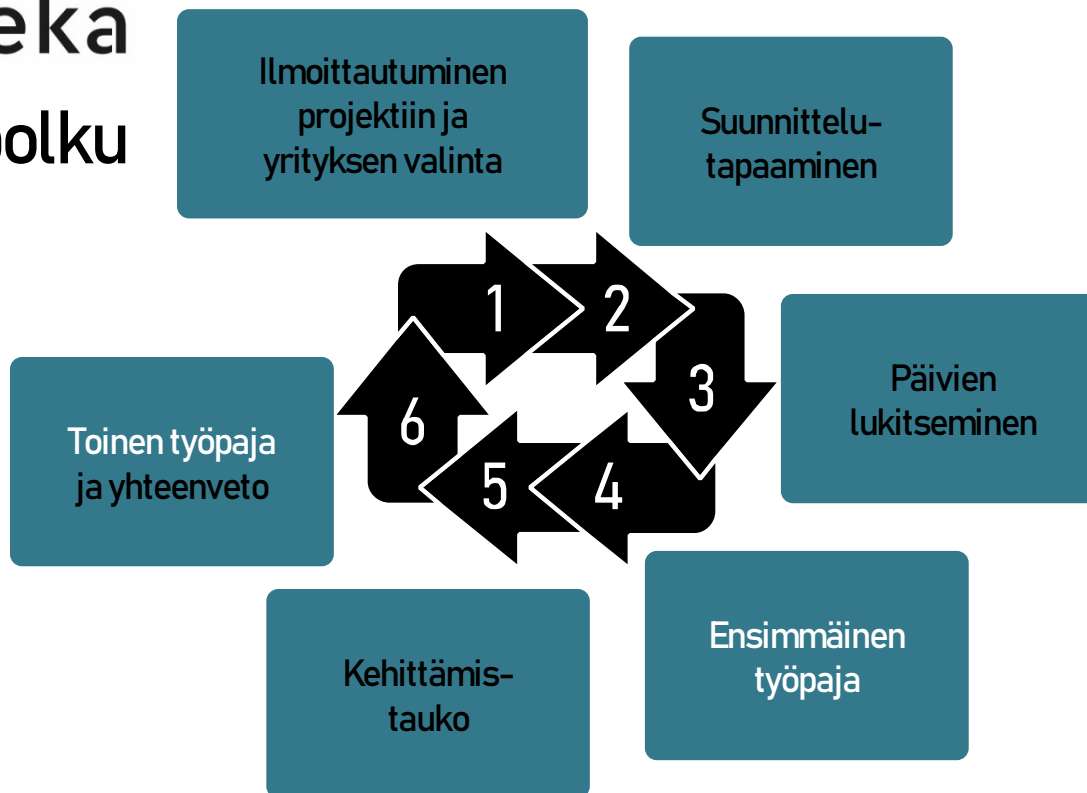 eka
polku
Ilmoittautuminen
projektiin ja
yrityksen valinta
Suunnittelu-
tapaaminen
Päivien
lukitseminen
Ensimmäinen
työpaja
Kehittämis-
tauko
Toinen työpaja
ja yhteenveto
1
2
3
4
5
6